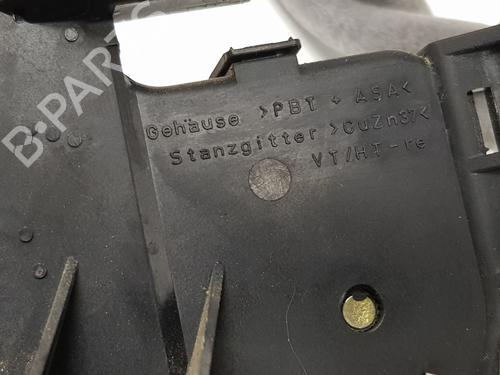 B-PARTS
Gehäuse >PBT + ASA<
Stanzgitter >CuZn37<
VT/HT-re